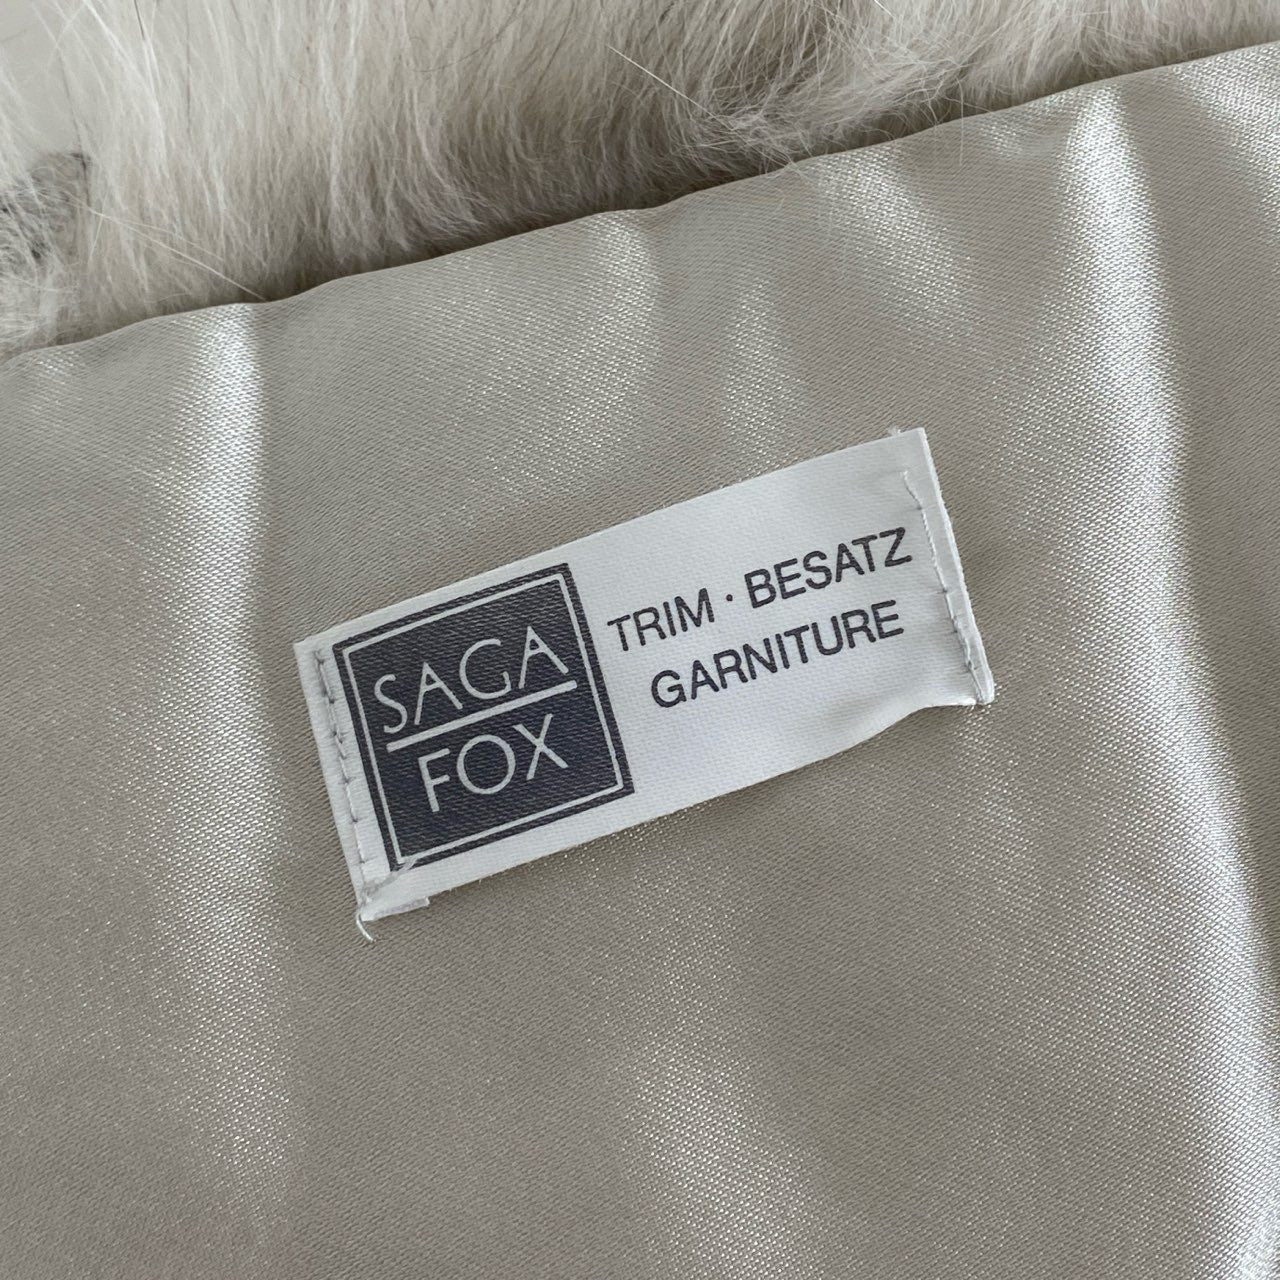 SAGA
FOX
TRIM · BESATZ
GARNITURE